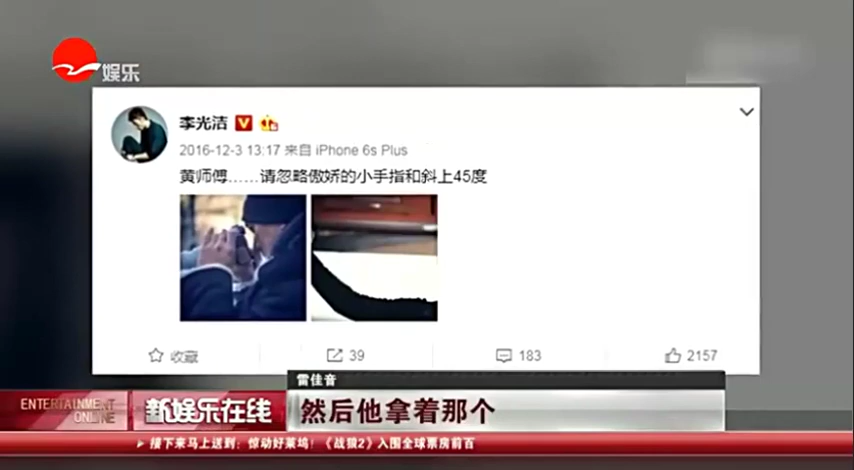 娱乐
李光洁
2016-12-3 13:17 来自 iPhone 6s Plus
黄师傅……请忽略傲娇的小手指和斜上45度
收藏
39
183
2157
雷佳音
ENTERTAINMENT
ONLINE
新娱乐在线
然后他拿着那个
接下来马上送到：惊动好莱坞！《战狼2》入围全球票房前百